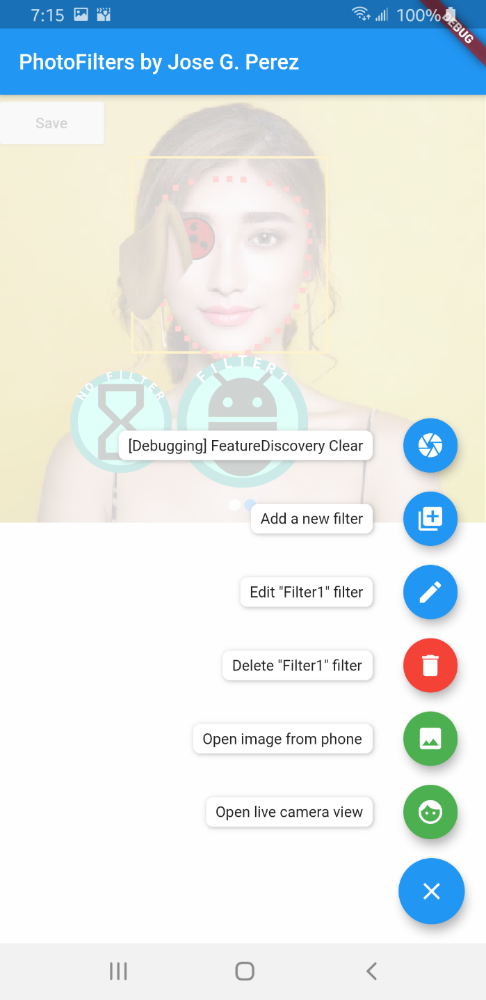 7:15
100%
DEBUG
PhotoFilters by Jose G. Perez
Save
NO FILTER
FILTER1
[Debugging] FeatureDiscovery Clear
Add a new filter
Edit "Filter1" filter
Delete "Filter1" filter
Open image from phone
Open live camera view